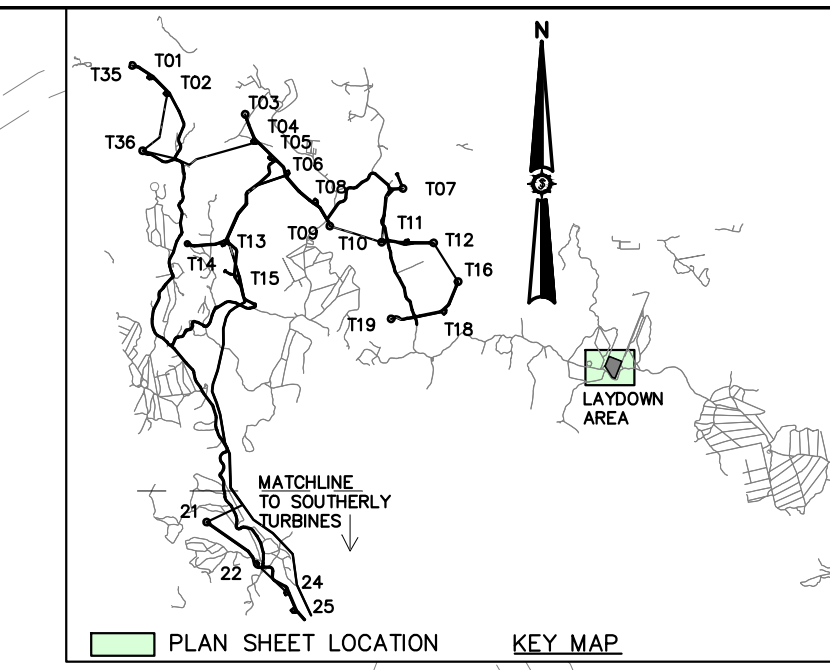 N
T01
T35
T02
T03
T04
T36
T05
T06
T08
T07
T09
T10
T11
T12
T13
T14
T15
T16
T19
T18
LAYDOWN
AREA
MATCHLINE
TO SOUTHERLY
TURBINES
21
22
24
25
PLAN SHEET LOCATION
KEY MAP